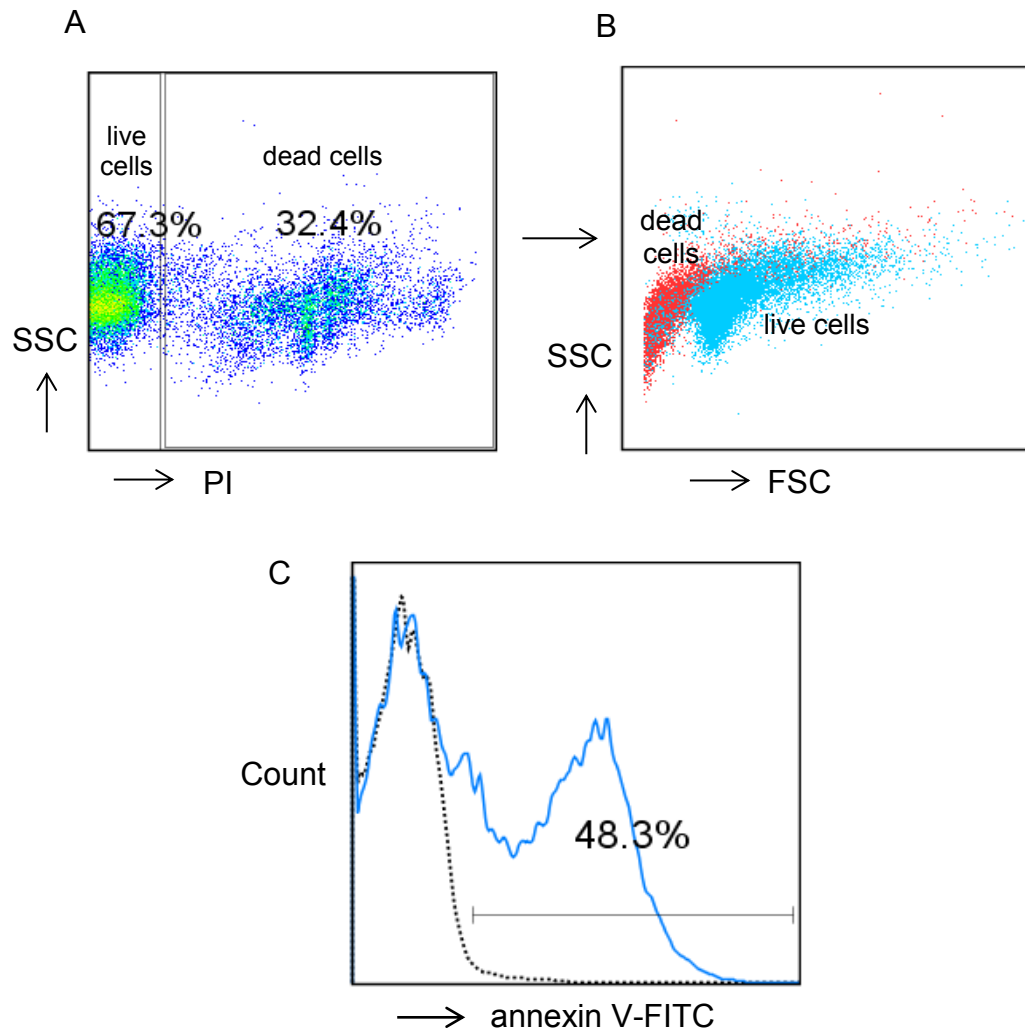 A
live
cells
67.3%
dead cells
32.4%
SSC
PI
B
dead
cells
live cells
SSC
FSC
C
Count
48.3%
annexin V-FITC